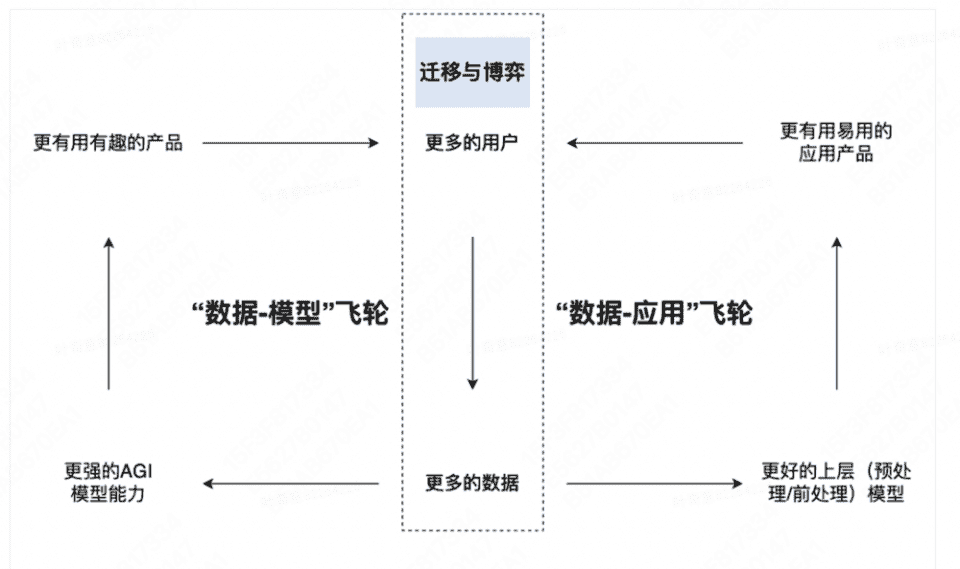 迁移与博弈
更有用有趣的产品
更多的用户
更有用易用的
应用产品
“数据-模型”飞轮
“数据-应用”飞轮
更强的AGI
模型能力
更多的数据
更好的上层（预处
理/前处理）模型